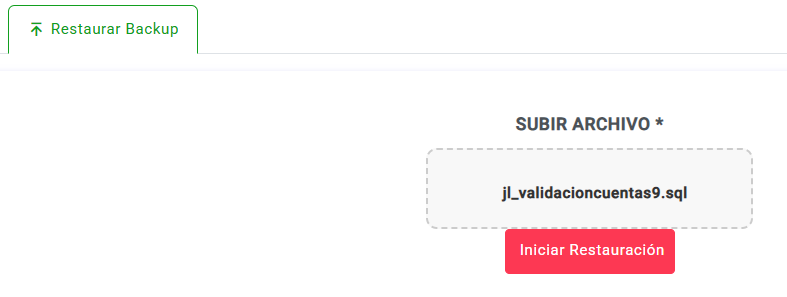 Restaurar Backup
SUBIR ARCHIVO *
jl_validacioncuentas9.sql
Iniciar Restauración